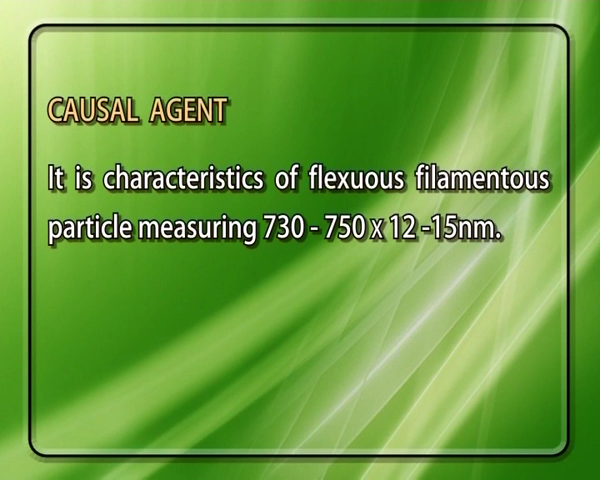 CAUSAL AGENT
It is characteristics of flexuous filamentous
particle measuring 730 - 750 x 12 -15nm.